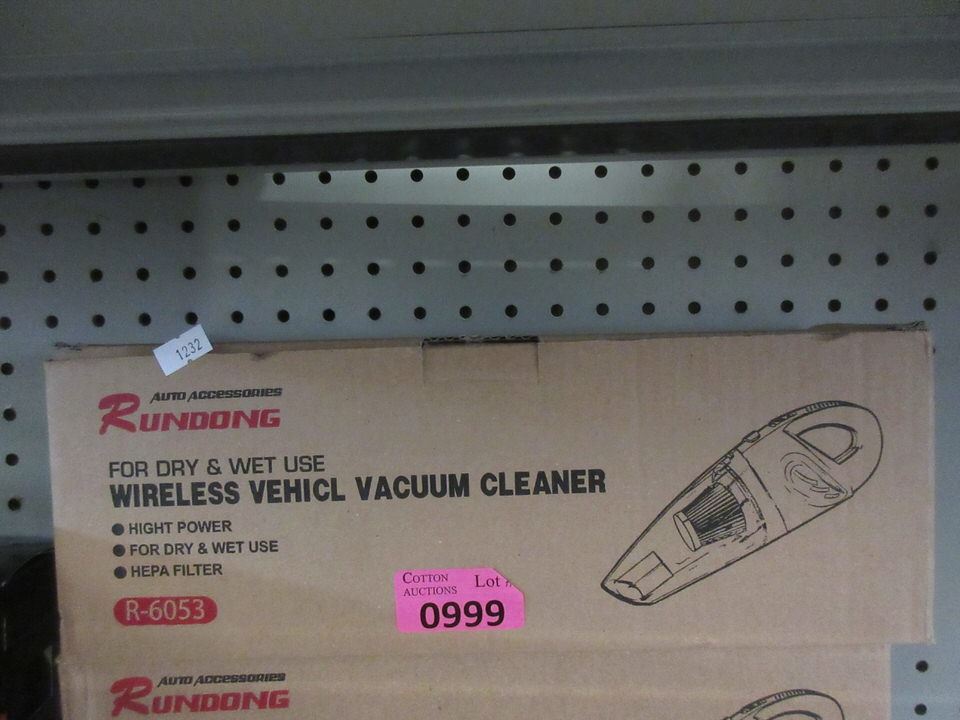 1232
AUTO ACCESSORIES
RUNDONG
FOR DRY & WET USE
WIRELESS VEHICL VACUUM CLEANER
HIGHT POWER
FOR DRY & WET USE
HEPA FILTER
R-6053
COTTON AUCTIONS Lot #
0999
AUTO ACCESSORIES
RUNDONG